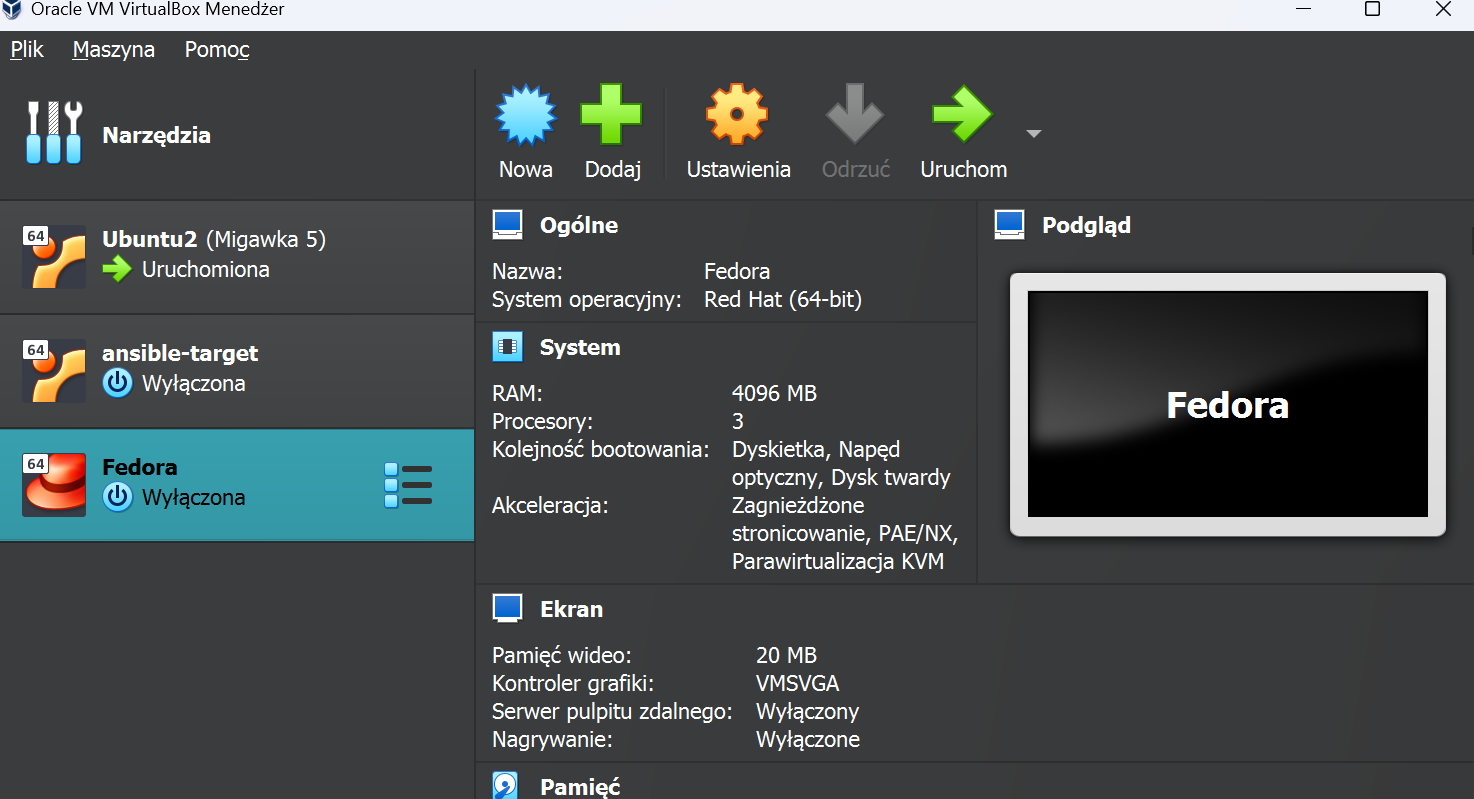 Oracle VM VirtualBox Menedżer
Plik Maszyna Pomoc
Narzędzia
Nowa Dodaj Ustawienia Odrzuć Uruchom
64
Ubuntu2 (Migawka 5)
Uruchomiona
64
ansible-target
Wyłączona
64
Fedora
Wyłączona
Ogólne
Nazwa: Fedora
System operacyjny: Red Hat (64-bit)
System
RAM: 4096 MB
Procesory: 3
Kolejność bootowania: Dyskietka, Napęd
optyczny, Dysk twardy
Akceleracja: Zagnieżdżone
stronicowanie, PAE/NX,
Parawirtualizacja KVM
Podgląd
Fedora
Ekran
Pamięć wideo: 20 MB
Kontroler grafiki: VMSVGA
Serwer pulpitu zdalnego: Wyłączony
Nagrywanie: Wyłączone
Pamięć